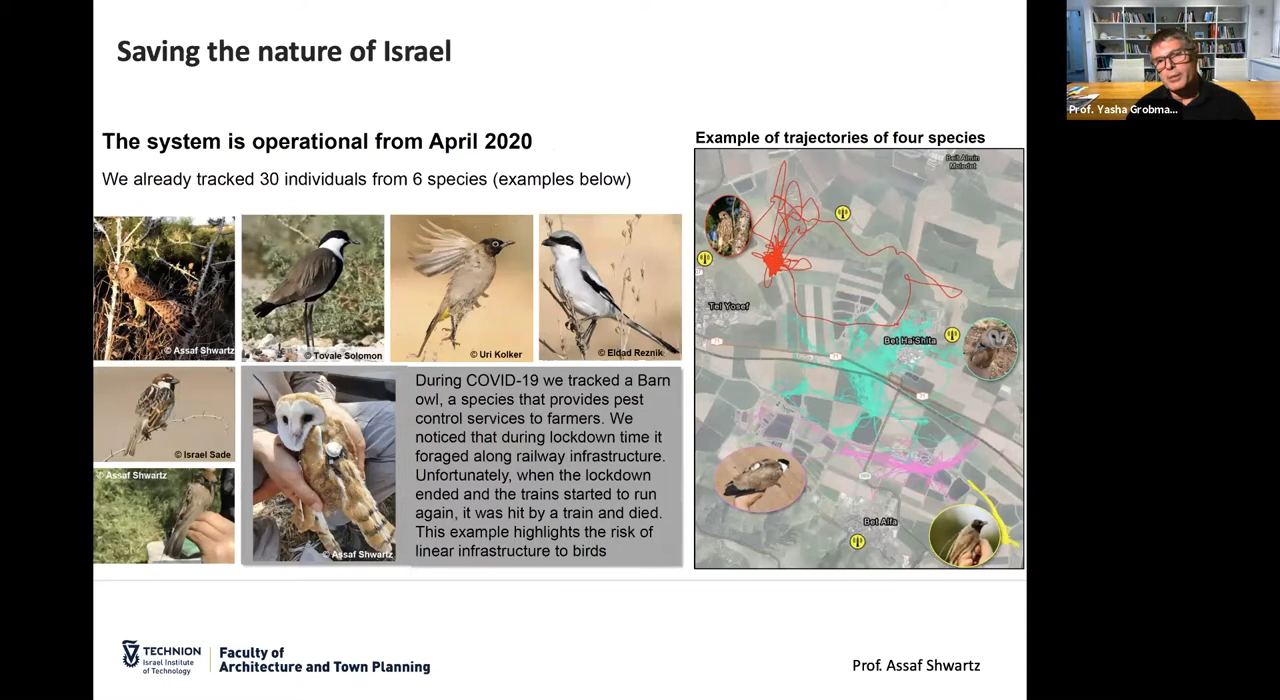 Saving the nature of Israel
Prof. Yasha Grobma...
The system is operational from April 2020
We already tracked 30 individuals from 6 species (examples below)
Example of trajectories of four species
© Assaf Shwartz
© Tovale Solomon
© Uri Kolker
© Eldad Reznik
© Israel Sade
© Assaf Shwartz
© Assaf Shwartz
During COVID-19 we tracked a Barn
owl, a species that provides pest
control services to farmers. We
noticed that during lockdown time it
foraged along railway infrastructure.
Unfortunately, when the lockdown
ended and the trains started to run
again, it was hit by a train and died.
This example highlights the risk of
linear infrastructure to birds
Tel Yosef
Bet Ha'Shita
71
71
71
Bet Alfa
TECHNION
Israel Institute
of Technology
Faculty of
Architecture and Town Planning
Prof. Assaf Shwartz